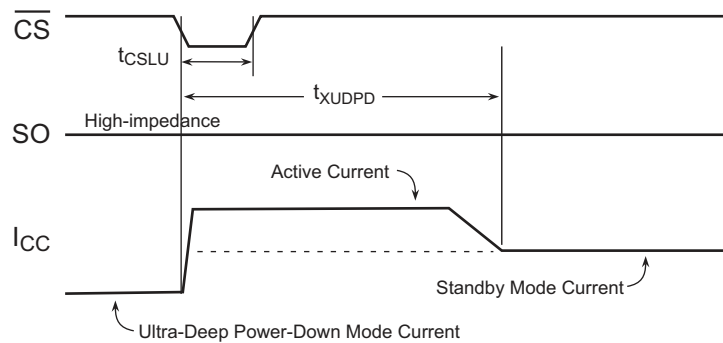 CS
tCSLU
tXUDPD
High-impedance
SO
Active Current
ICC
Standby Mode Current
Ultra-Deep Power-Down Mode Current